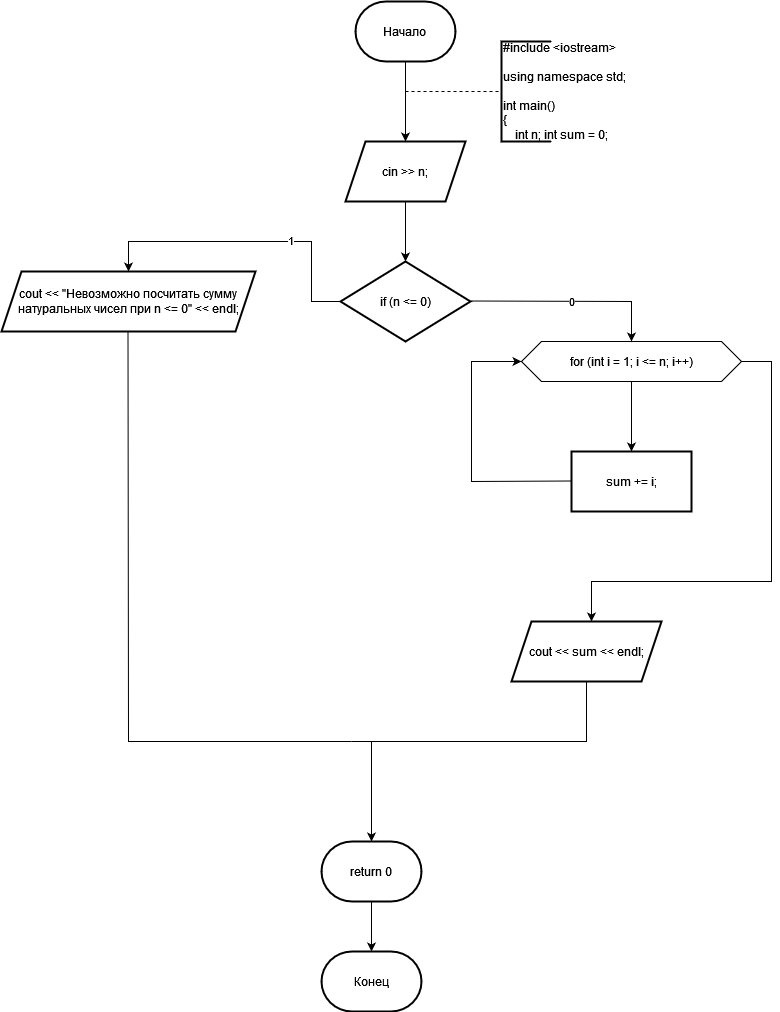 Начало
#include <iostream>
using namespace std;
int main()
{
int n; int sum = 0;
cin >> n;
1
cout << "Невозможно посчитать сумму
натуральных чисел при n <= 0" << endl;
if (n <= 0)
0
for (int i = 1; i <= n; i++)
sum += i;
cout << sum << endl;
return 0
Конец